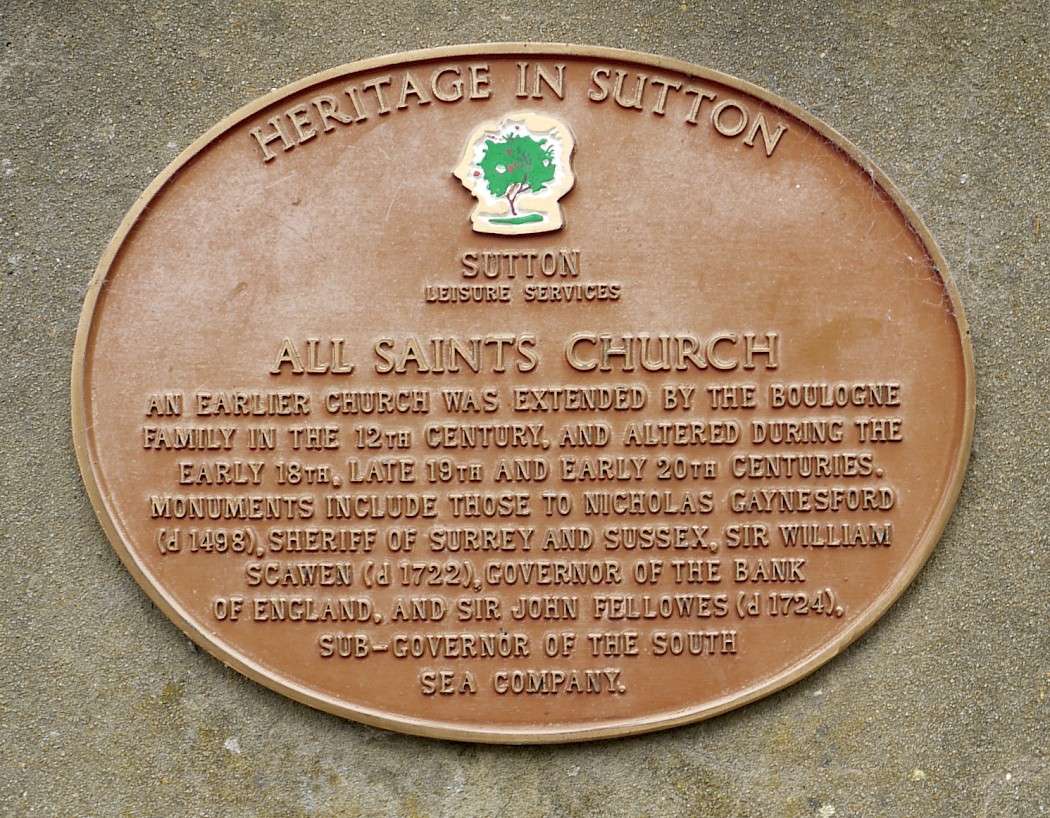 HERITAGE IN SUTTON
SUTTON
LEISURE SERVICES
ALL SAINTS CHURCH
AN EARLIER CHURCH WAS EXTENDED BY THE BOULOGNE
FAMILY IN THE 12TH CENTURY, AND ALTERED DURING THE
EARLY 18TH, LATE 19TH AND EARLY 20TH CENTURIES.
MONUMENTS INCLUDE THOSE TO NICHOLAS GAYNESFORD
(d 1498), SHERIFF OF SURREY AND SUSSEX, SIR WILLIAM
SCAWEN (d 1722), GOVERNOR OF THE BANK
OF ENGLAND, AND SIR JOHN FELLOWES (d 1724),
SUB-GOVERNOR OF THE SOUTH
SEA COMPANY.